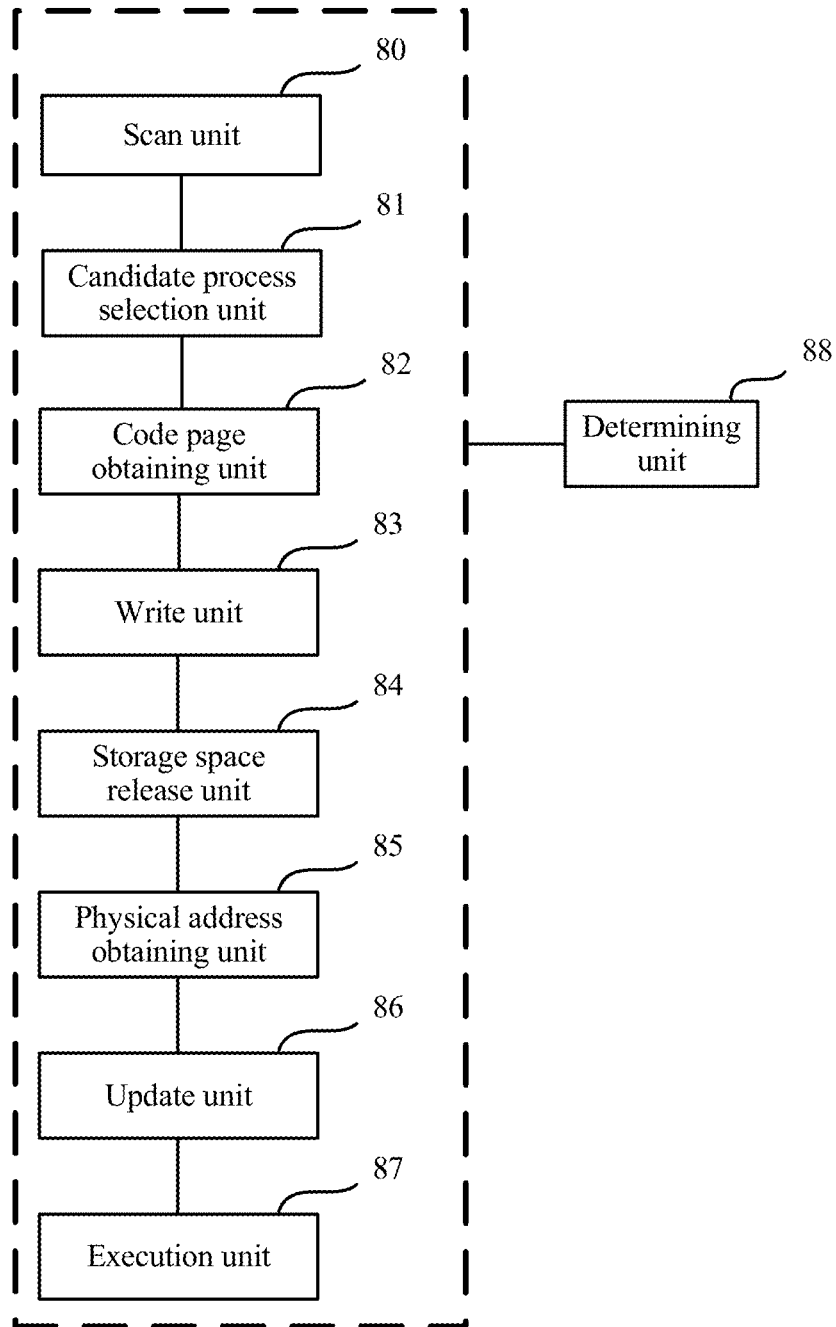 80
Scan unit
81
Candidate process
selection unit
82
Code page
obtaining unit
88
Determining
unit
83
Write unit
84
Storage space
release unit
85
Physical address
obtaining unit
86
Update unit
87
Execution unit